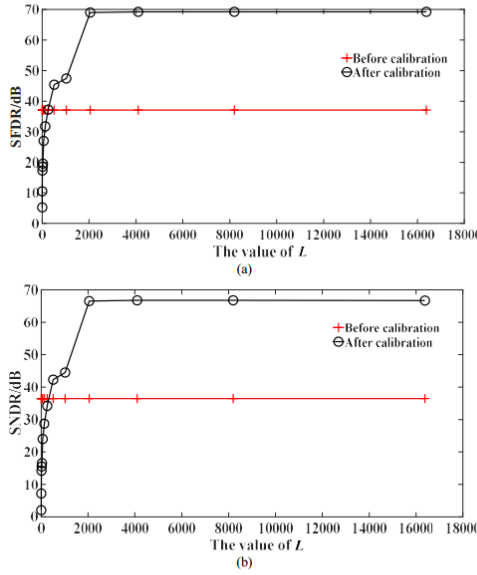 70
60
50
40
30
20
10
0
SFDR/dB
Before calibration
After calibration
0 2000 4000 6000 8000 10000 12000 14000 16000 18000
The value of L
(a)
70
60
50
40
30
20
10
0
SNDR/dB
Before calibration
After calibration
0 2000 4000 6000 8000 10000 12000 14000 16000 18000
The value of L
(b)